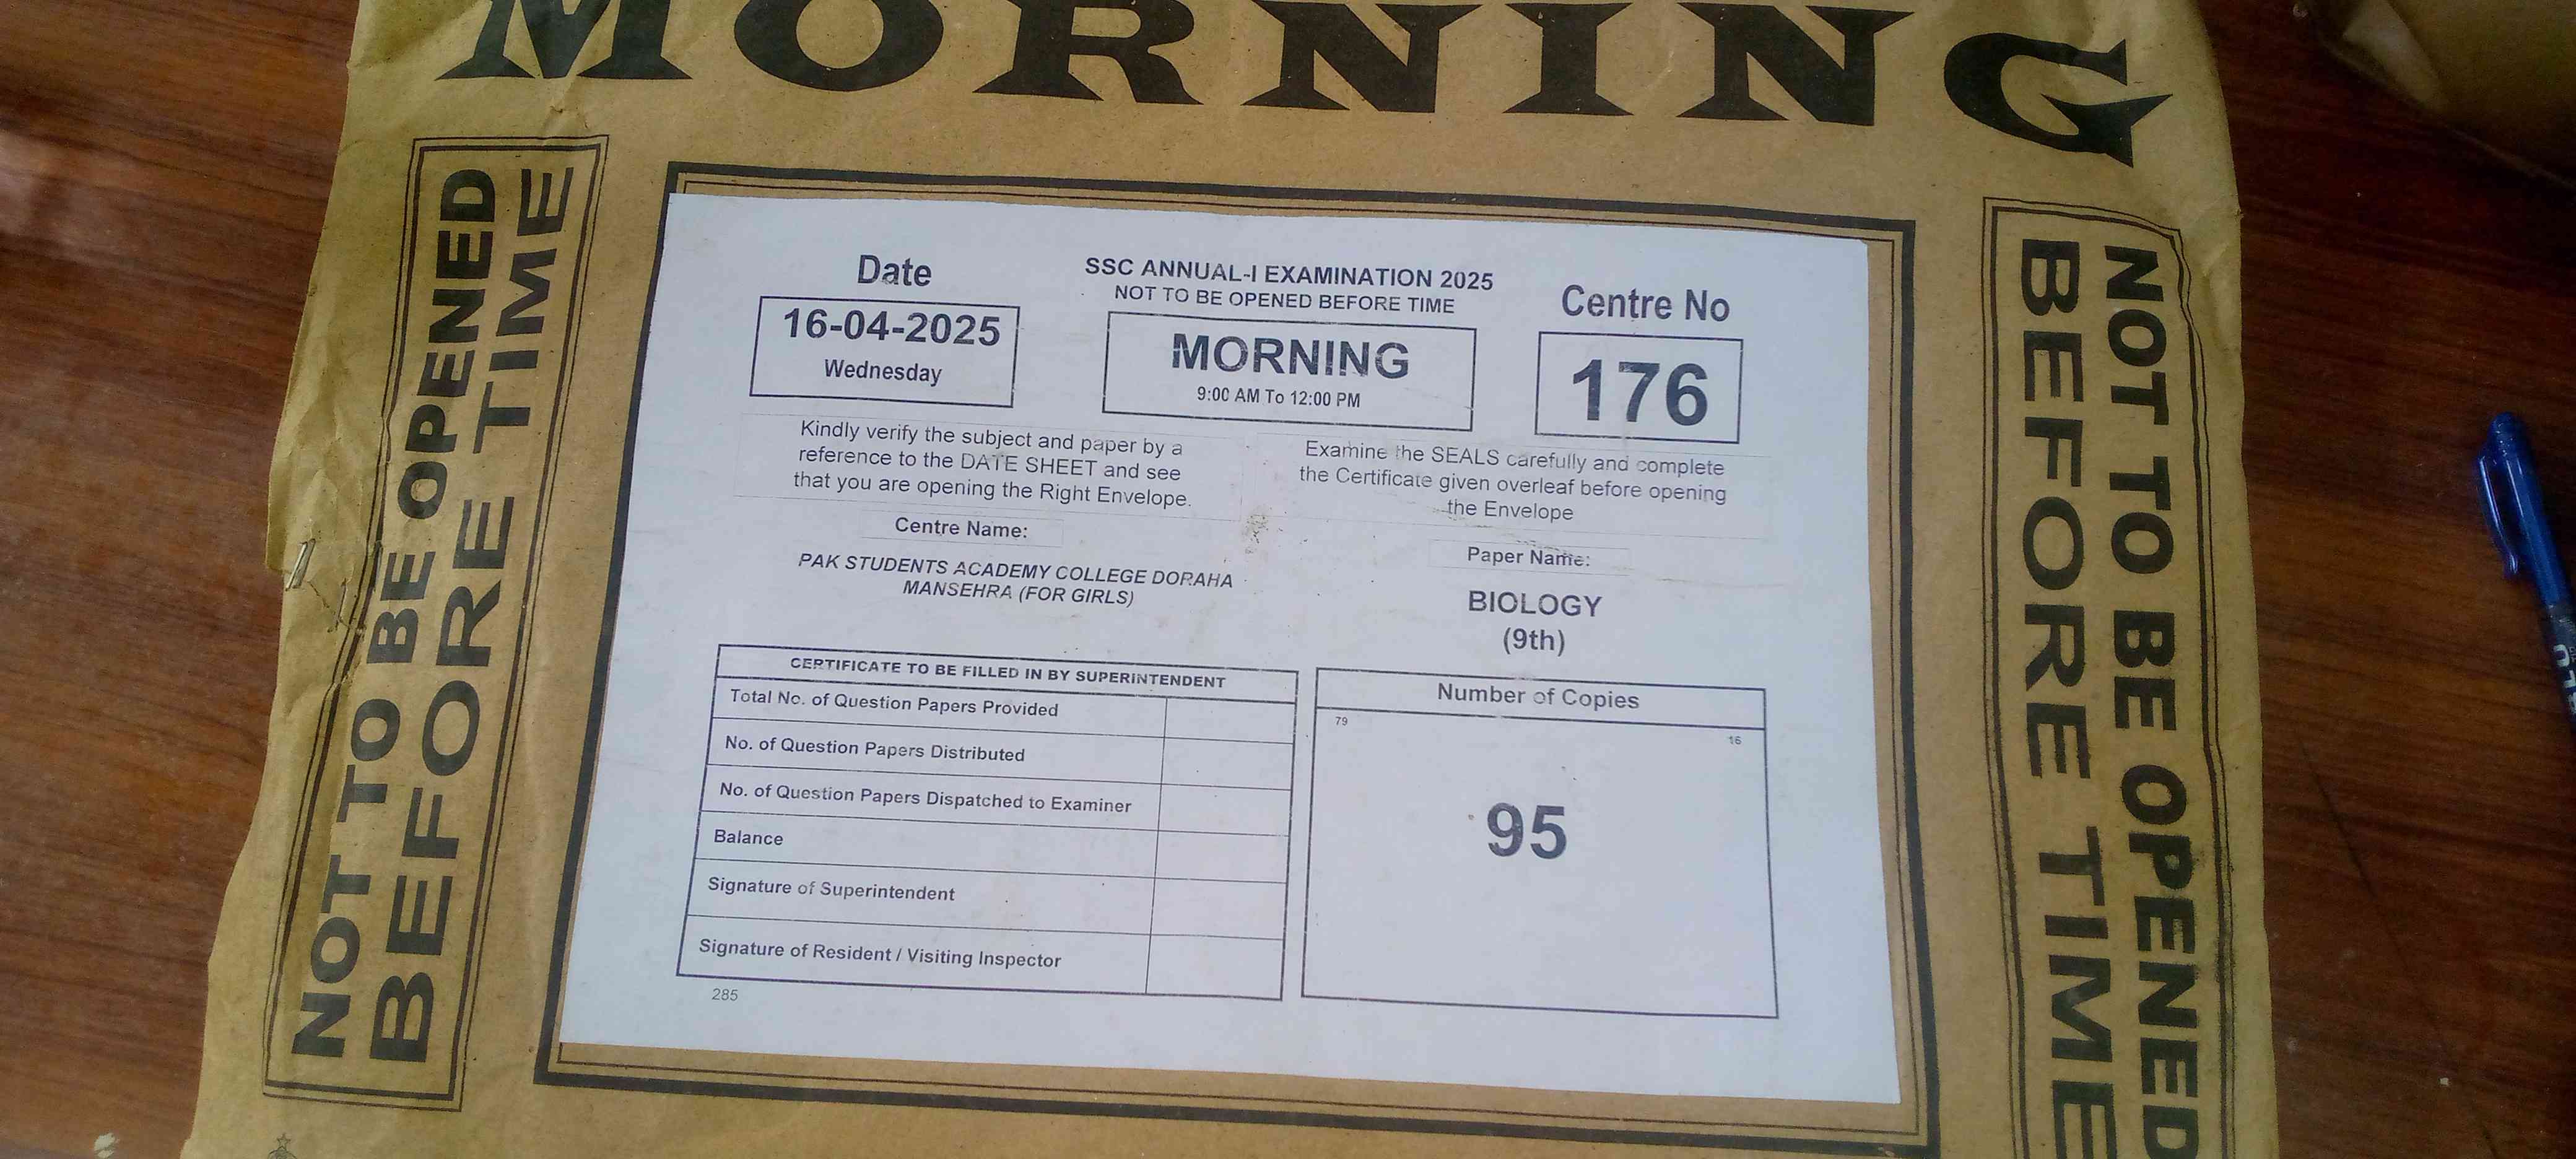 MORNING
NOT TO BE OPENED
BEFORE TIME
Date
16-04-2025
Wednesday
SSC ANNUAL-I EXAMINATION 2025
NOT TO BE OPENED BEFORE TIME
MORNING
9:00 AM To 12:00 PM
Centre No
176
Kindly verify the subject and paper by a
reference to the DATE SHEET and see
that you are opening the Right Envelope.
Examine the SEALS carefully and complete
the Certificate given overleaf before opening
the Envelope
Centre Name:
PAK STUDENTS ACADEMY COLLEGE DORAHA
MANSEHRA (FOR GIRLS)
Paper Name:
BIOLOGY
(9th)
CERTIFICATE TO BE FILLED IN BY SUPERINTENDENT
Total No. of Question Papers Provided
No. of Question Papers Distributed
No. of Question Papers Dispatched to Examiner
Balance
Signature of Superintendent
Signature of Resident / Visiting Inspector
285
Number of Copies
79
16
95
NOT TO BE OPENED
BEFORE TIME